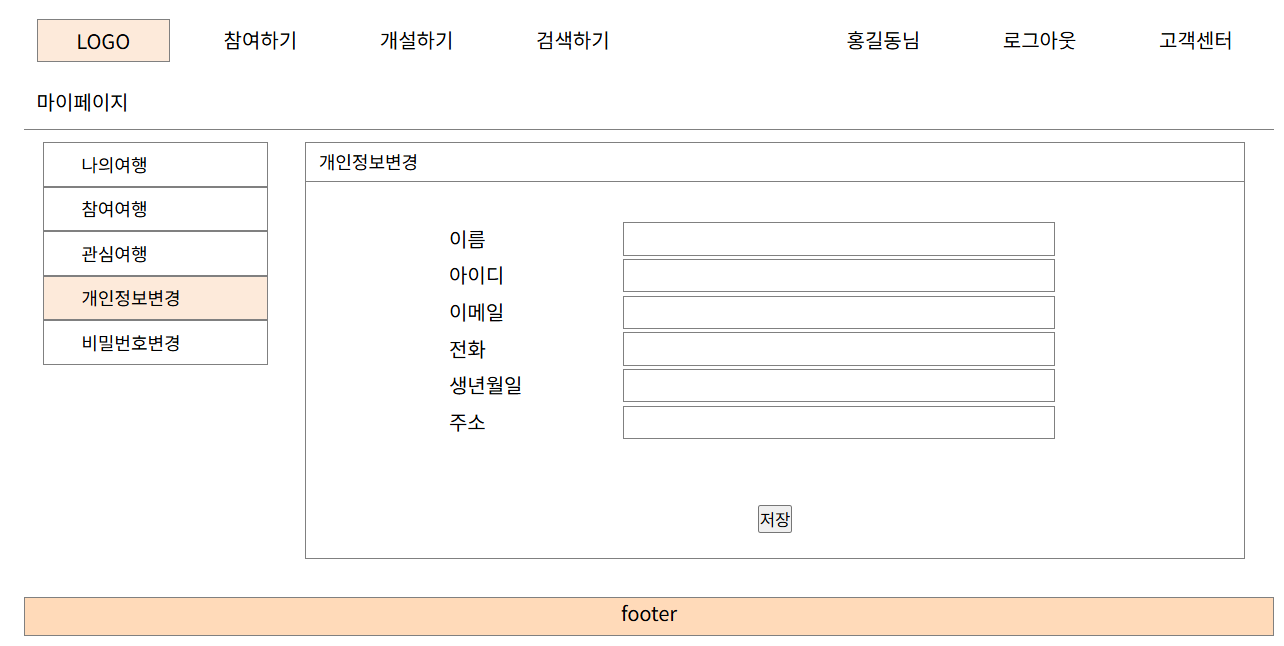 LOGO 참여하기 개설하기 검색하기 홍길동님 로그아웃 고객센터
마이페이지
나의여행
참여여행
관심여행
개인정보변경
비밀번호변경
개인정보변경
이름
아이디
이메일
전화
생년월일
주소
저장
footer